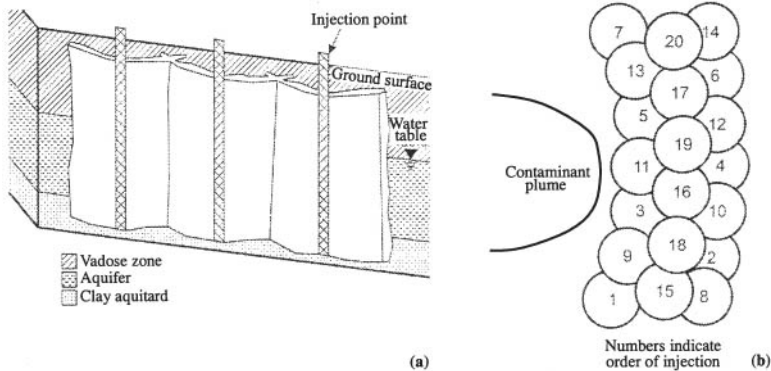 Injection point
Ground surface
Water
table
Vadose zone
Aquifer
Clay aquitard
(a)
7
20
14
13
6
17
5
12
19
Contaminant
plume
11
4
16
3
10
18
9
2
1
15
8
Numbers indicate
order of injection
(b)